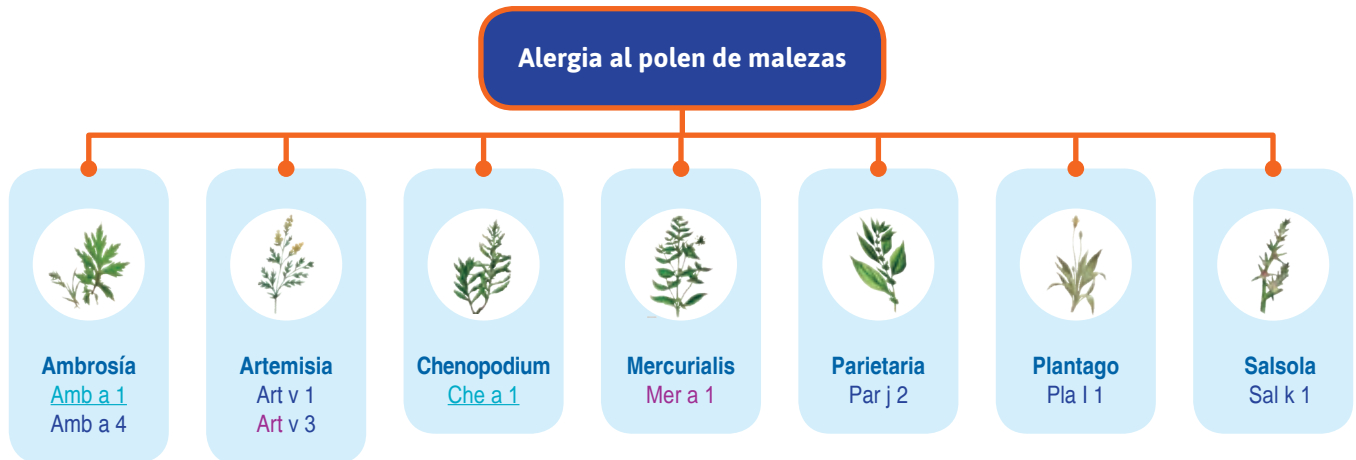 Alergia al polen de malezas
Ambrosía
Amb a 1
Amb a 4
Artemisia
Art v 1
Art v 3
Chenopodium
Che a 1
Mercurialis
Mer a 1
Parietaria
Par j 2
Plantago
Pla l 1
Salsola
Sal k 1